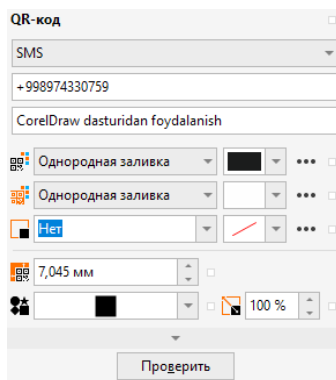 QR-код
SMS
+998974330759
CorelDraw dasturidan foydalanish
Однородная заливка
Однородная заливка
Нет
7,045 мм
100 %
Проверить